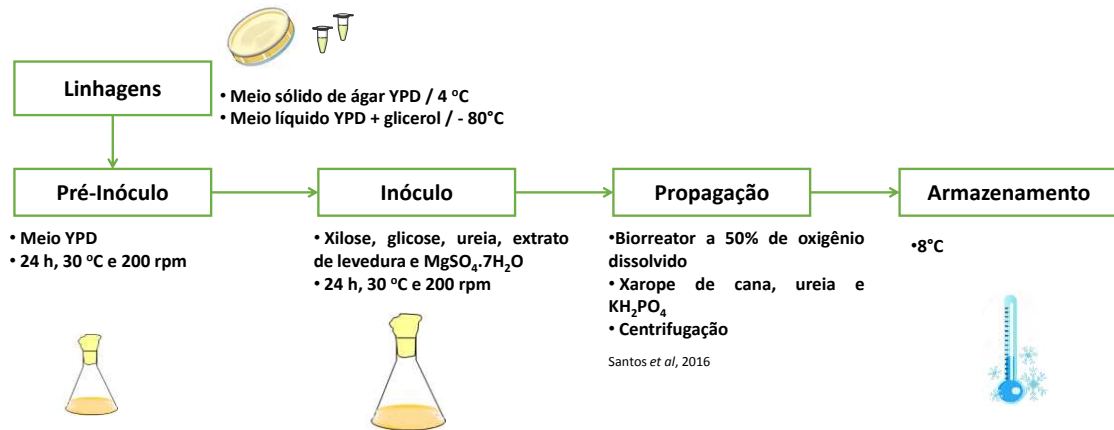 Linhagens
• Meio sólido de ágar YPD / 4 °C
• Meio líquido YPD + glicerol / - 80°C
Pré-Inóculo
• Meio YPD
• 24 h, 30 °C e 200 rpm
Inóculo
• Xilose, glicose, ureia, extrato
de levedura e MgSO₄.7H₂O
• 24 h, 30 °C e 200 rpm
Propagação
•Biorreator a 50% de oxigênio
dissolvido
• Xarope de cana, ureia e
KH₂PO₄
• Centrifugação
Santos et al, 2016
Armazenamento
•8°C